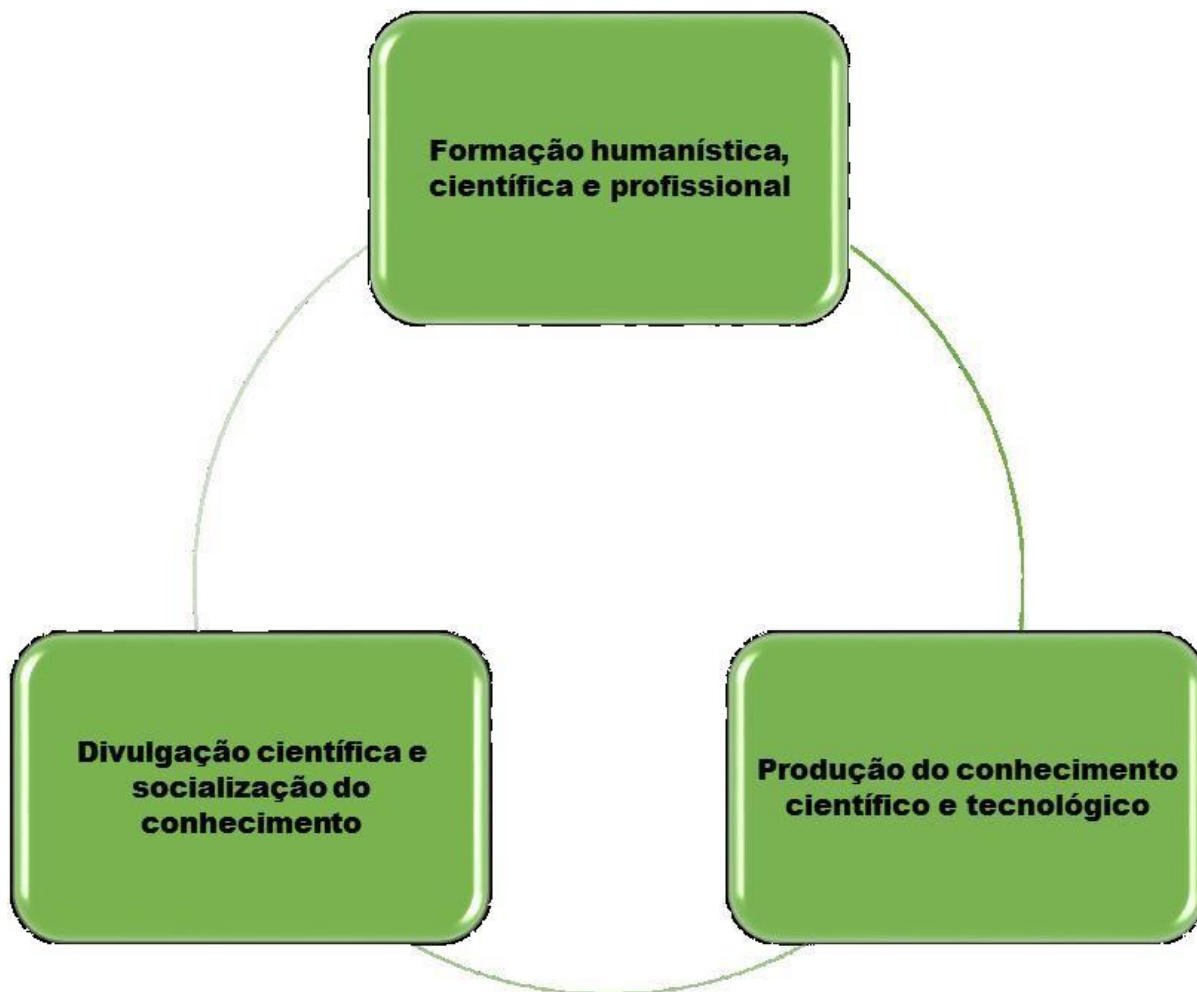 Formação humanística,
científica e profissional
Divulgação científica e
socialização do
conhecimento
Produção do conhecimento
científico e tecnológico